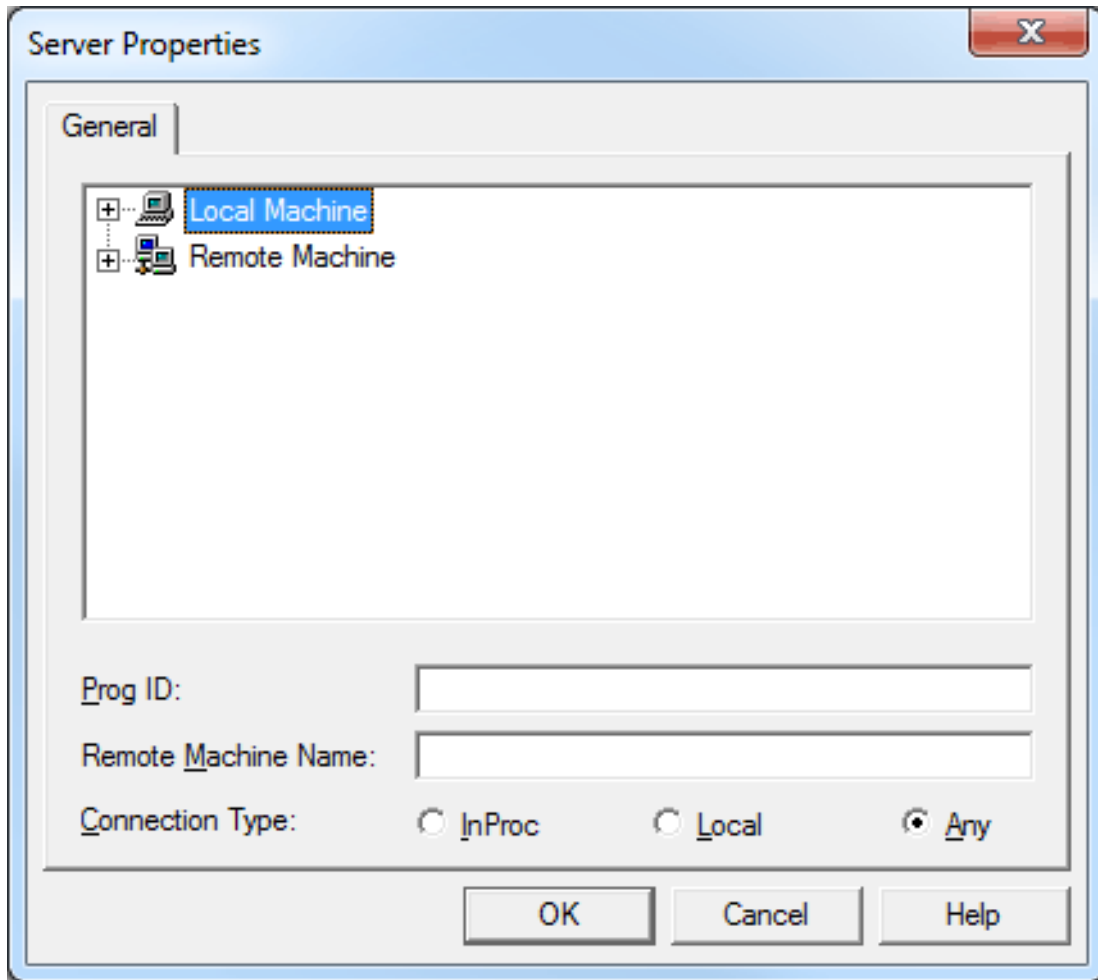 Server Properties
General
Local Machine
Remote Machine
Prog ID:
Remote Machine Name:
Connection Type: InProc Local Any
OK Cancel Help